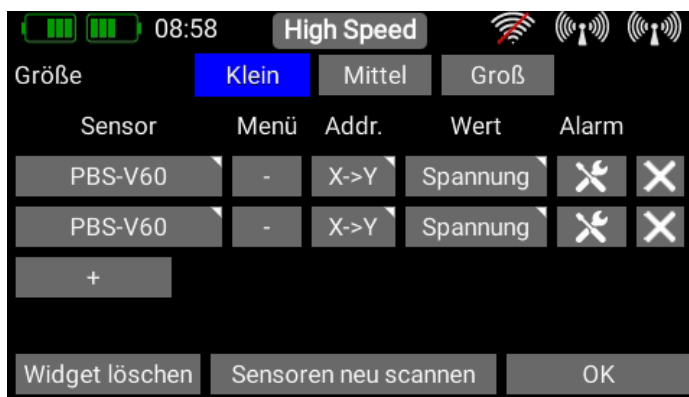 08:58 High Speed
Größe Klein Mittel Groß
Sensor Menü Addr. Wert Alarm
PBS-V60 - X->Y Spannung
PBS-V60 - X->Y Spannung
+
Widget löschen Sensoren neu scannen OK